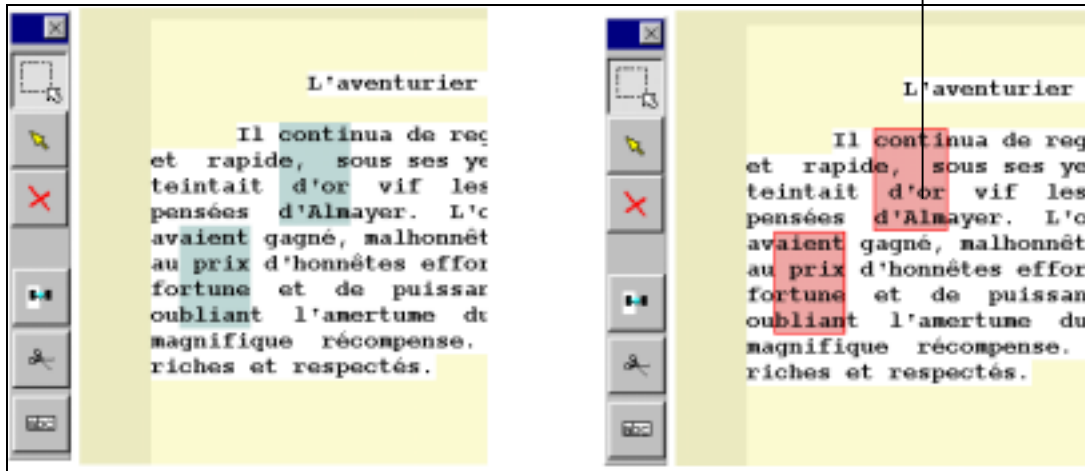 L'aventurier
Il continua de reg
et rapide, sous ses ye
teintait d'or vif les
pensées d'Almayer. L'o
avaient gagné, malhonnêt
au prix d'honnêtes effor
fortune et de puissan
oubliant l'amertume du
magnifique récompense.
riches et respectés.
abc
L'aventurier
Il continua de reg
et rapide, sous ses ye
teintait d'or vif les
pensées d'Almayer. L'o
avaient gagné, malhonnêt
au prix d'honnêtes effor
fortune et de puissan
oubliant l'amertume du
magnifique récompense.
riches et respectés.
abc